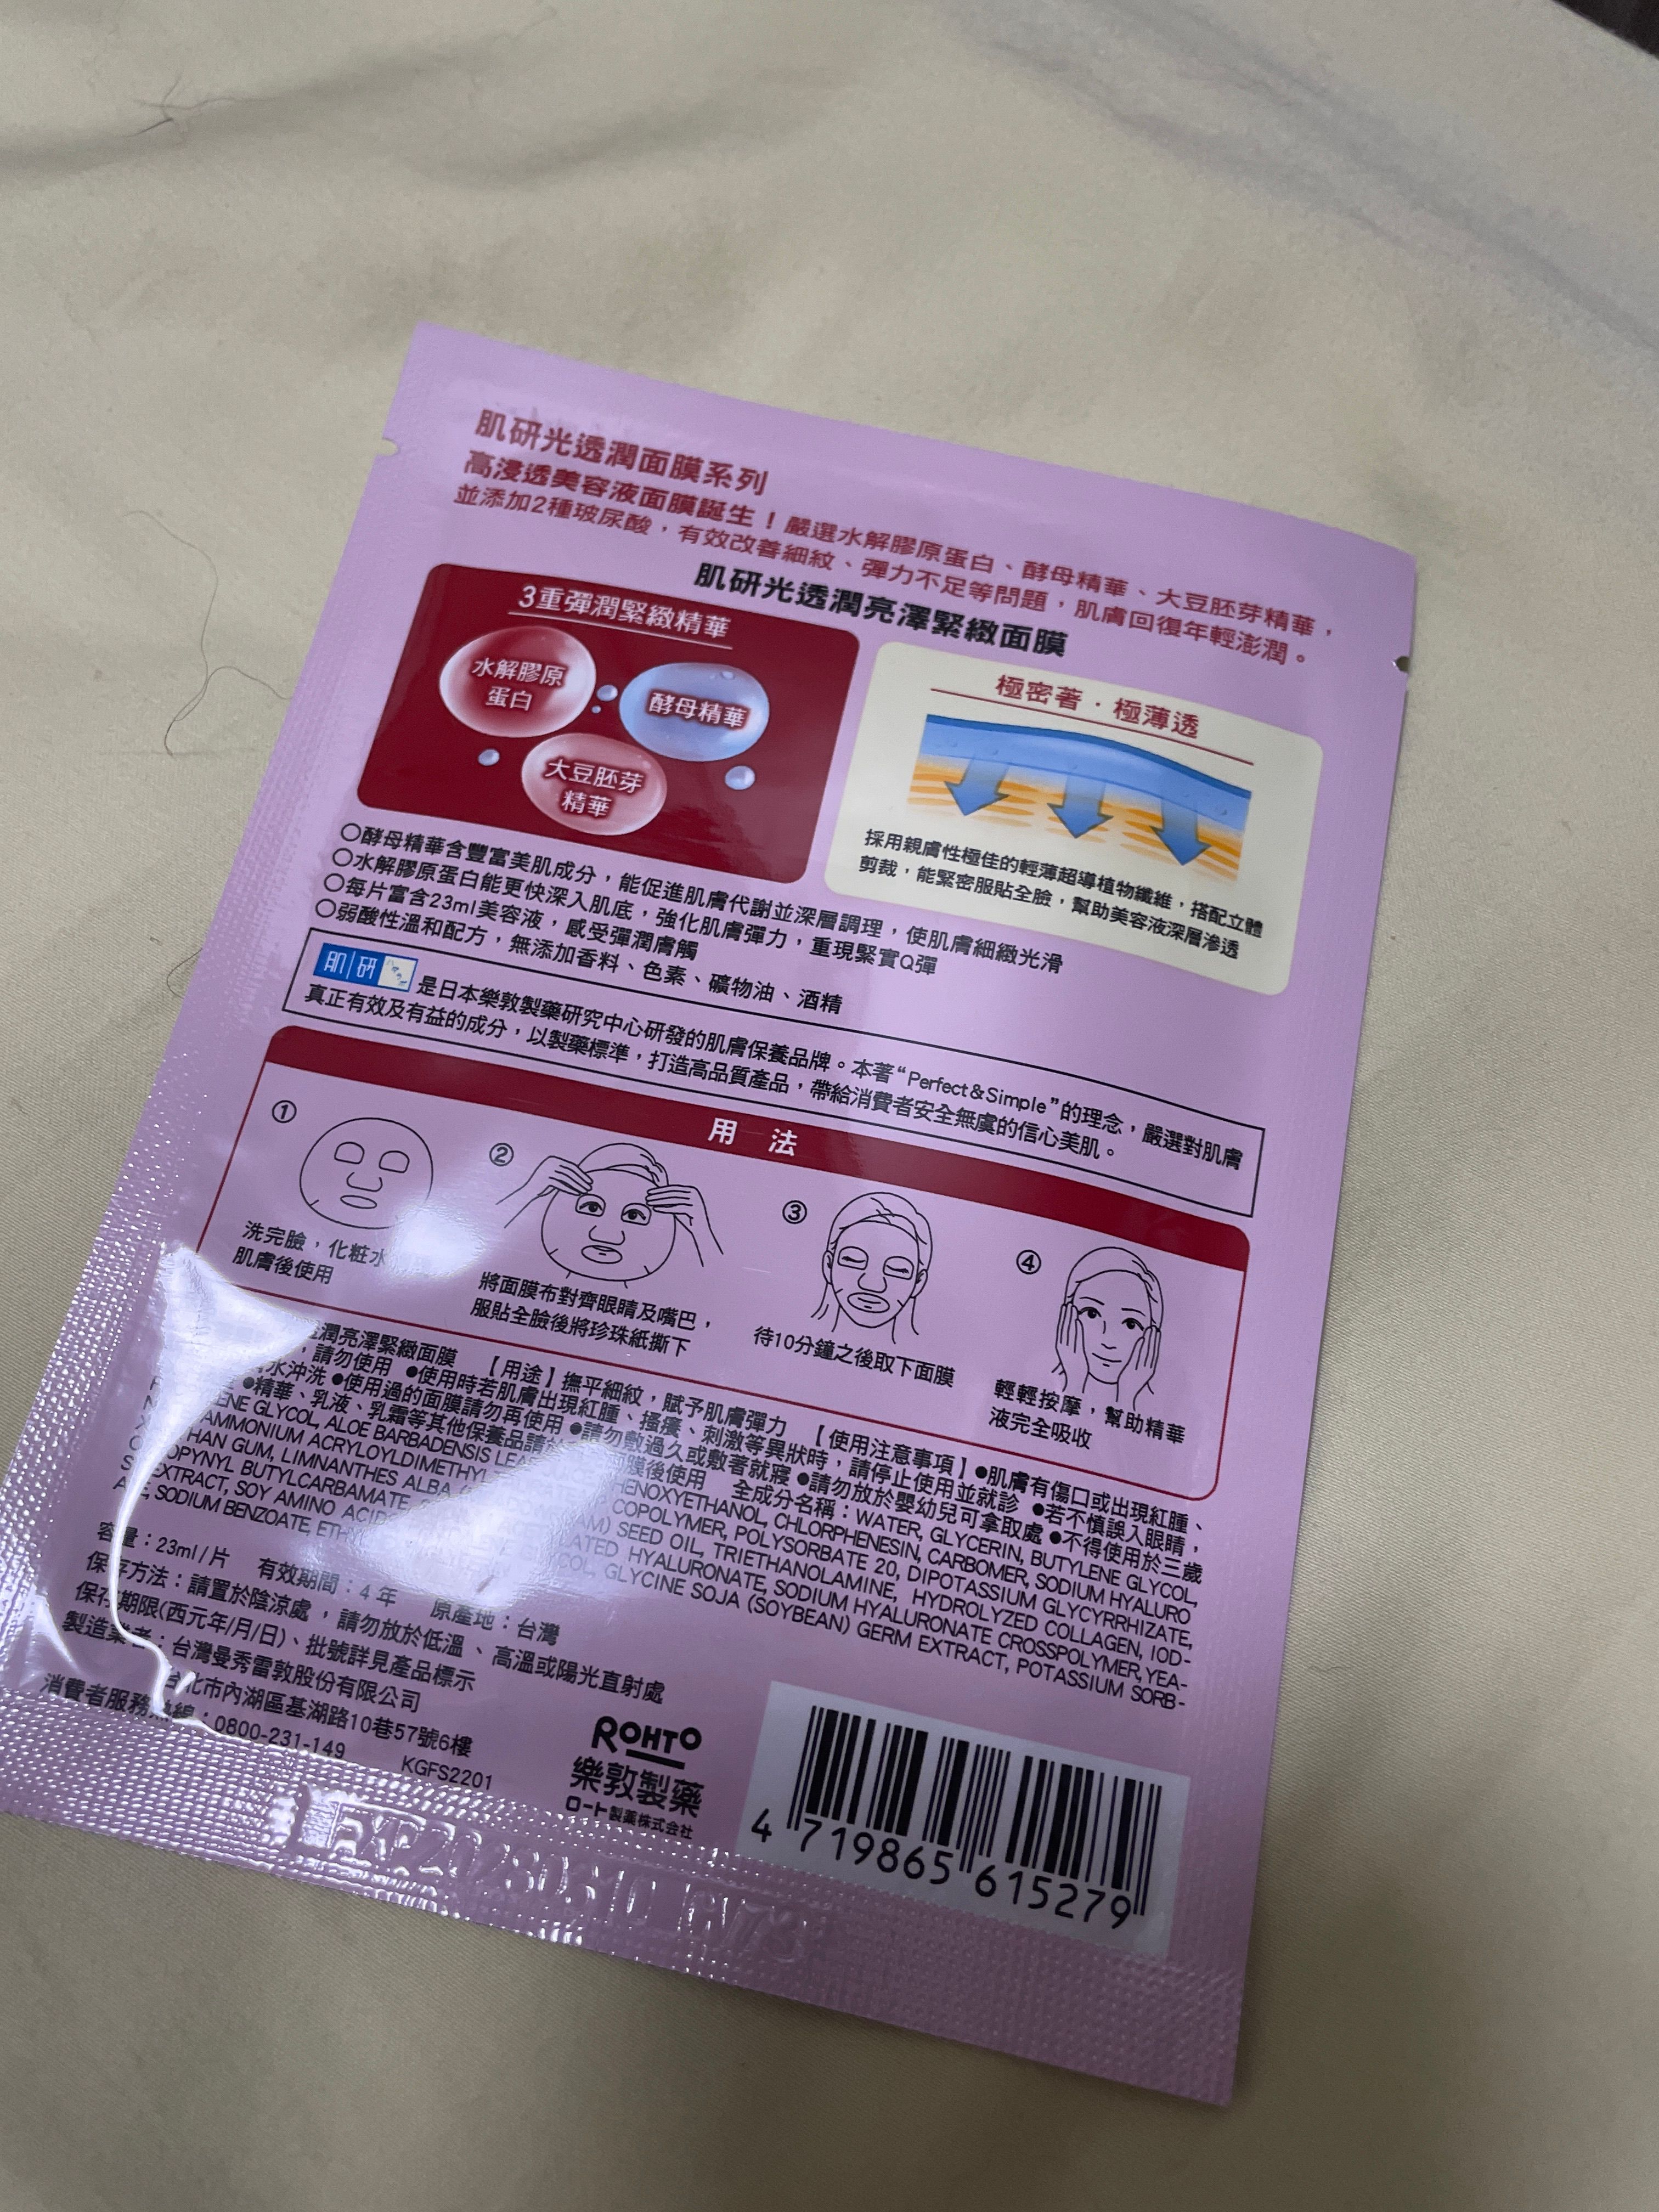 肌研光透潤面膜系列
高浸透美容液面膜誕生！嚴選水解膠原蛋白、酵母精華、大豆胚芽精華，
並添加2種玻尿酸，有效改善細紋、彈力不足等問題，肌膚回復年輕澎潤。
肌研光透潤亮澤緊緻面膜
3重彈潤緊緻精華
水解膠原
蛋白
酵母精華
大豆胚芽
精華
極密著·極薄透
採用親膚性極佳的輕薄超導植物纖維，搭配立體
剪裁，能緊密服貼全臉，幫助美容液深層滲透
○酵母精華含豐富美肌成分，能促進肌膚代謝並深層調理，使肌膚細緻光滑
○水解膠原蛋白能更快深入肌底，強化肌膚彈力，重現緊實Q彈
○每片富含23ml美容液，感受彈潤膚觸
○弱酸性溫和配方，無添加香料、色素、礦物油、酒精
肌研 是日本樂敦製藥研究中心研發的肌膚保養品牌。本著“Perfect&Simple”的理念，嚴選對肌膚
真正有效及有益的成分，以製藥標準，打造高品質產品，帶給消費者安全無虞的信心美肌。
用 法
①
洗完臉，化粧水
肌膚後使用
②
將面膜布對齊眼睛及嘴巴，
服貼全臉後將珍珠紙撕下
③
待10分鐘之後取下面膜
④
輕輕按摩，幫助精華
液完全吸收
潤亮澤緊緻面膜 【用途】撫平細紋，賦予肌膚彈力 【使用注意事項】●肌膚有傷口或出現紅腫、
，請勿使用 ●使用時若肌膚出現紅腫、搔癢、刺激等異狀時，請停止使用並就診 ●若不慎誤入眼睛，
水沖洗 ●使用過的面膜請勿再使用 ●請勿敷過久或敷著就寢 ●請勿放於嬰幼兒可拿取處 ●不得使用於三歲
●精華、乳液、乳霜等其他保養品請於 面膜後使用 全成分名稱：WATER, GLYCERIN, BUTYLENE GLYCOL,
ENE GLYCOL, ALOE BARBADENSIS LEAF PHENOXYETHANOL, CHLORPHENESIN, CARBOMER, SODIUM HYALURO
AMMONIUM ACRYLOYLDIMETHYL COPOLYMER, POLYSORBATE 20, DIPOTASSIUM GLYCYRRHIZATE,
HAN GUM, LIMNANTHES ALBA SEED OIL, TRIETHANOLAMINE, HYDROLYZED COLLAGEN, IOD-
OPYNYL BUTYLCARBAMATE, HYALURONATE, SODIUM HYALURONATE CROSSPOLYMER, YEA-
EXTRACT, SOY AMINO ACIDS GLYCOL, GLYCINE SOJA (SOYBEAN) GERM EXTRACT, POTASSIUM SORB-
SODIUM BENZOATE,
容量：23ml/片 有效期間：4年 原產地：台灣
保存方法：請置於陰涼處，請勿放於低溫、高溫或陽光直射處
保存期限(西元年/月/日)、批號詳見產品標示
製造業者：台灣曼秀雷敦股份有限公司
台北市內湖區基湖路10巷57號6樓
消費者服務熱線：0800-231-149 KGFS2201
ROHTO
樂敦製藥
ロート製薬株式会社
4 719865 615279